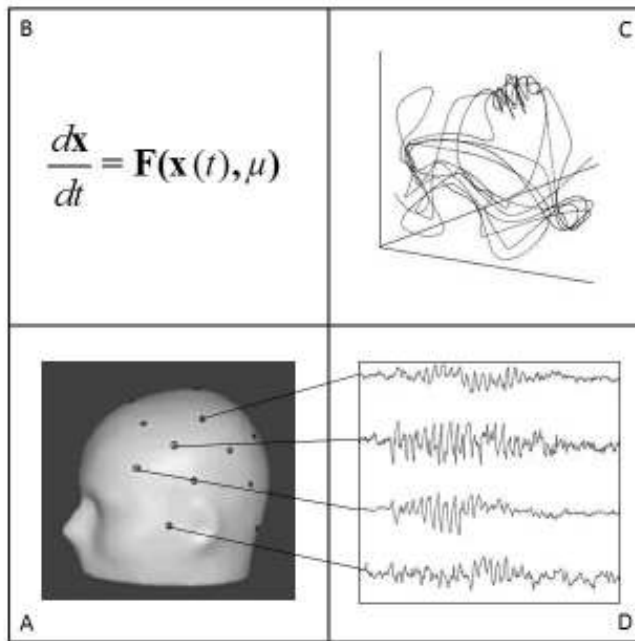 B
C
dx/dt = F(x(t), μ)
A
D